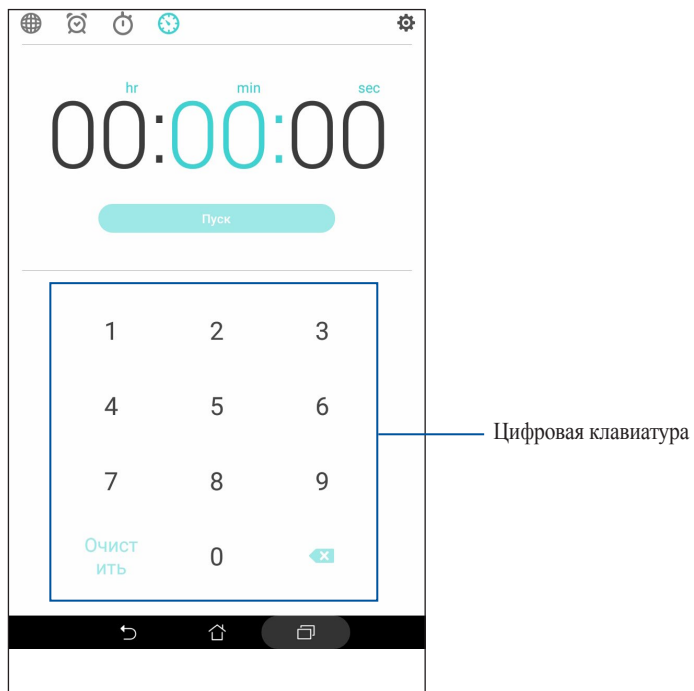 hr min sec
00:00:00
Пуск
1 2 3
4 5 6
Цифровая клавиатура
7 8 9
Очист
ить
0